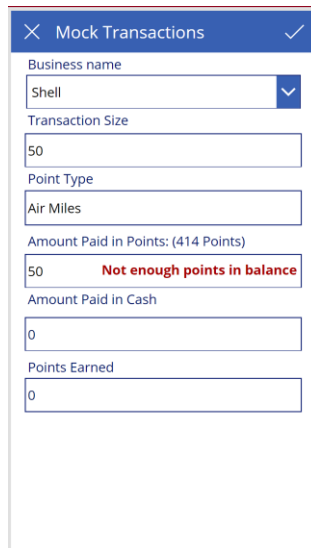 Mock Transactions
Business name
Shell
Transaction Size
50
Point Type
Air Miles
Amount Paid in Points: (414 Points)
50 Not enough points in balance
Amount Paid in Cash
0
Points Earned
0